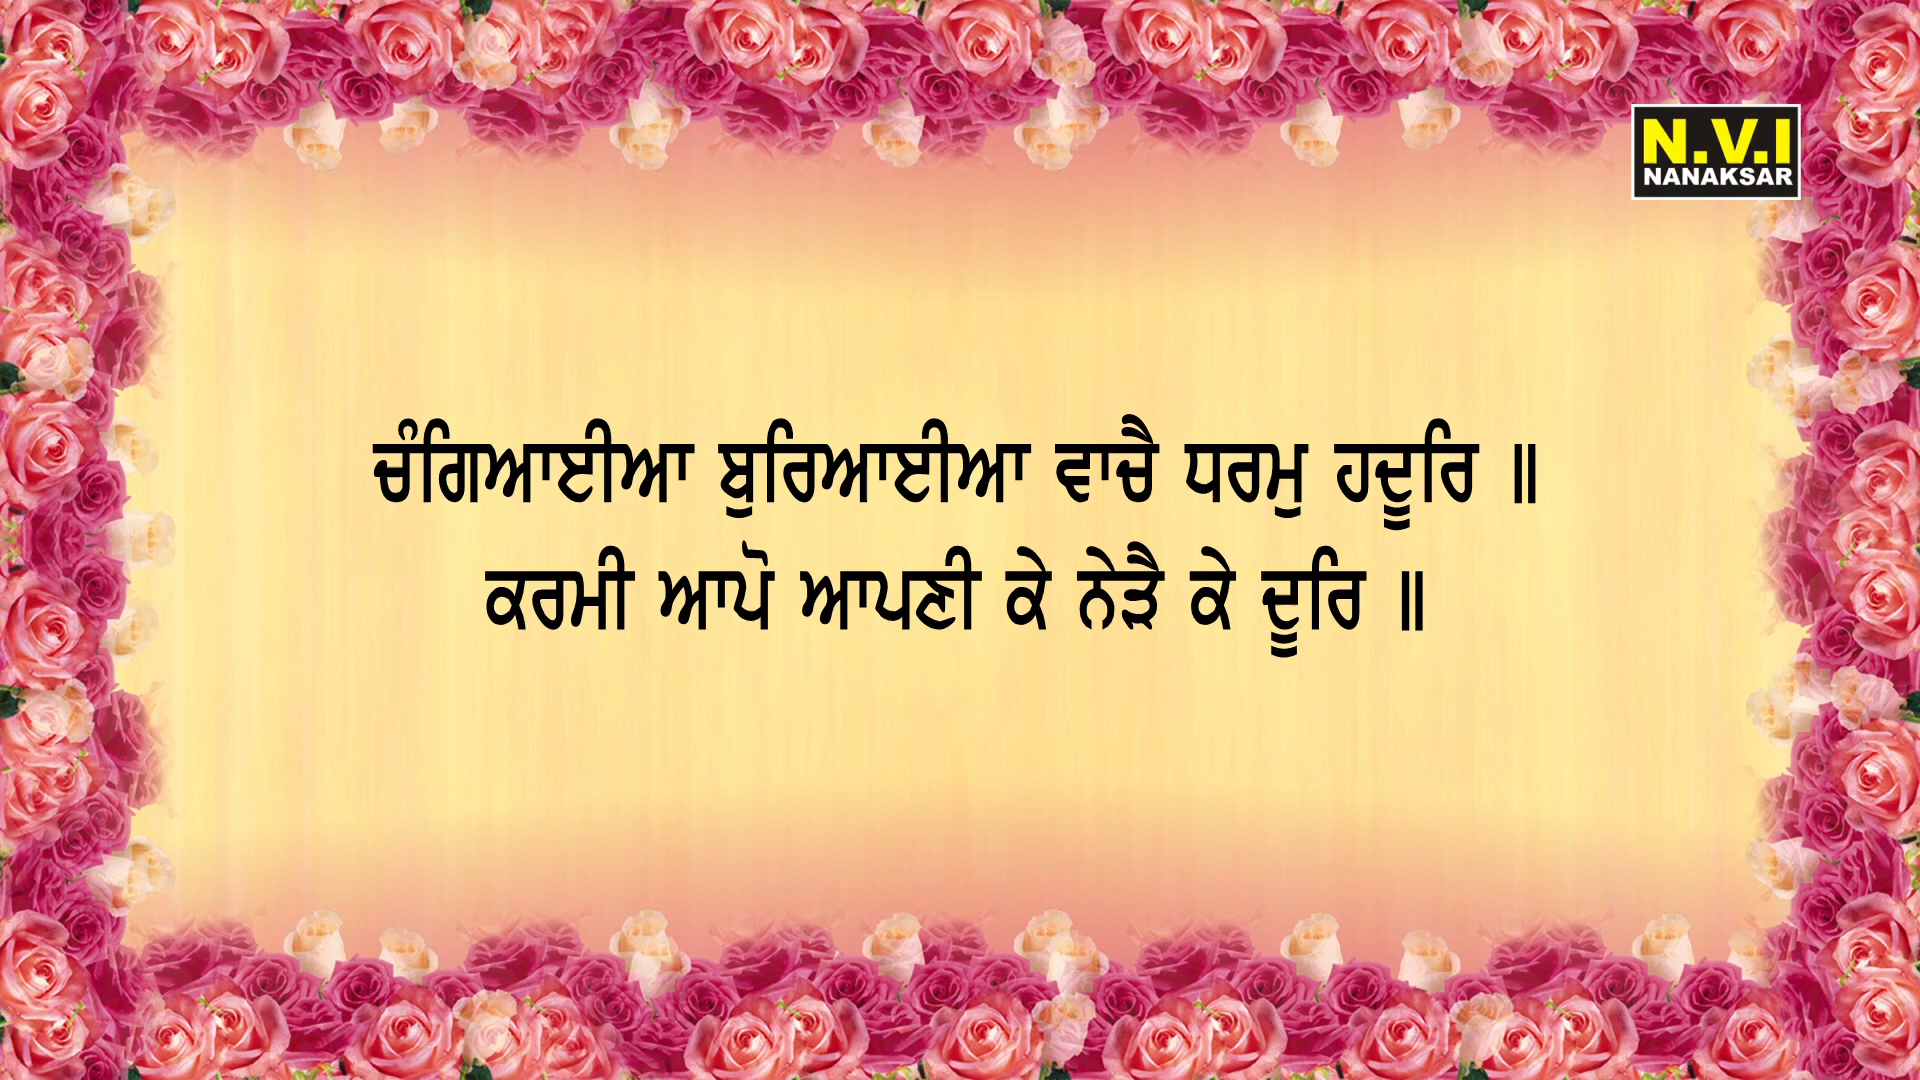 N.V.I
NANAKSAR
ਚੰਗਿਆਈਆ ਬੁਰਿਆਈਆ ਵਾਚੈ ਧਰਮੁ ਹਦੂਰਿ ॥
ਕਰਮੀ ਆਪੋ ਆਪਣੀ ਕੇ ਨੇੜੈ ਕੇ ਦੂਰਿ ॥